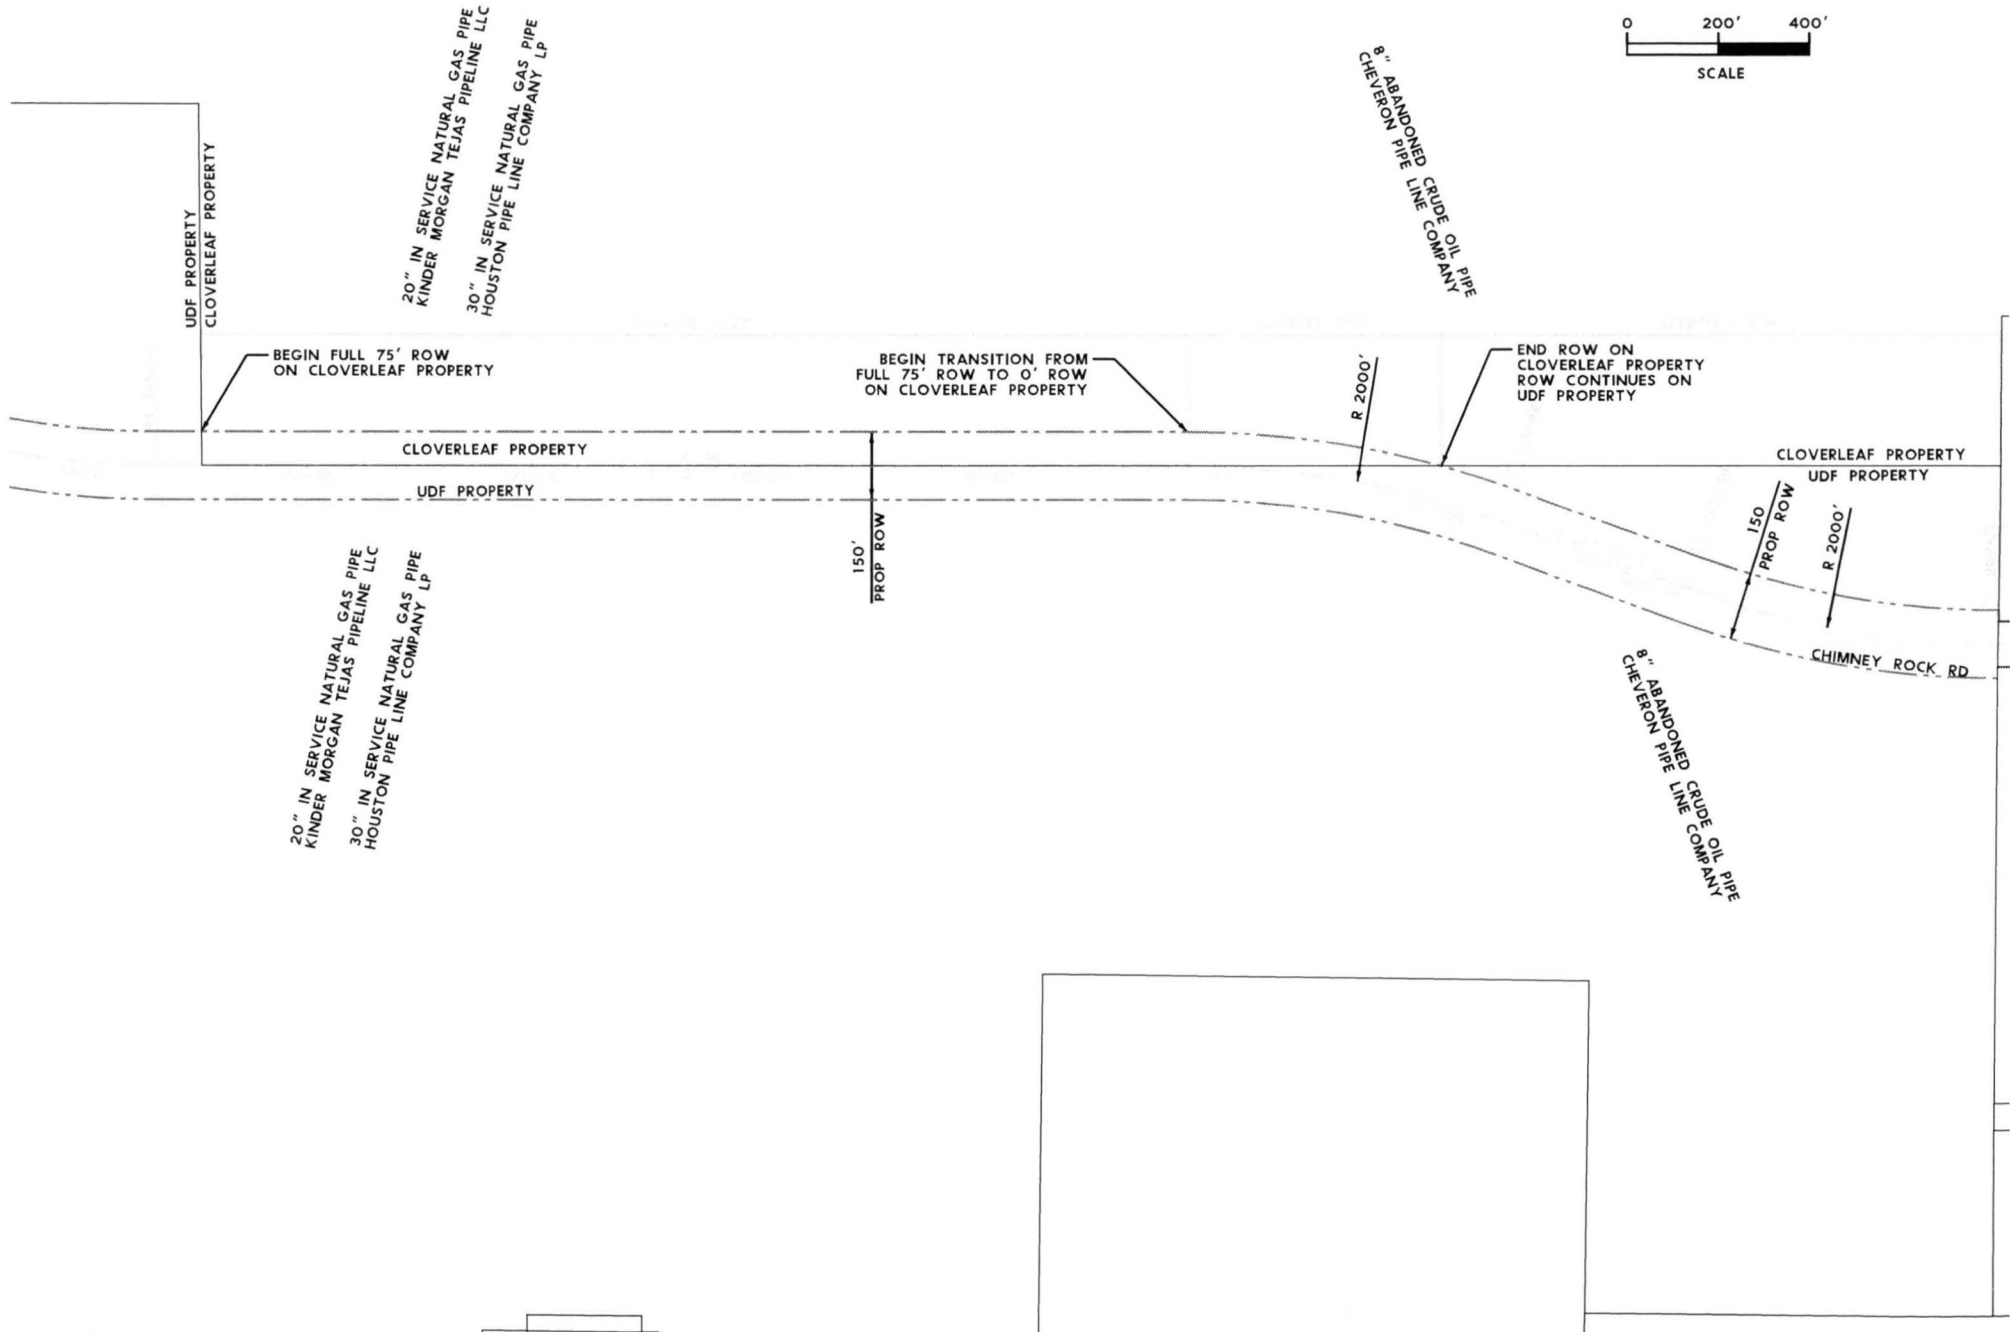 0 200' 400'
SCALE
20" IN SERVICE NATURAL GAS PIPE
KINDER MORGAN TEJAS PIPELINE LLC
30" IN SERVICE NATURAL GAS PIPE
HOUSTON PIPE LINE COMPANY LP
8" ABANDONED CRUDE OIL PIPE
CHEVERON PIPE LINE COMPANY
UDF PROPERTY
CLOVERLEAF PROPERTY
BEGIN FULL 75' ROW
ON CLOVERLEAF PROPERTY
BEGIN TRANSITION FROM
FULL 75' ROW TO 0' ROW
ON CLOVERLEAF PROPERTY
R 2000'
END ROW ON
CLOVERLEAF PROPERTY
ROW CONTINUES ON
UDF PROPERTY
CLOVERLEAF PROPERTY
UDF PROPERTY
CLOVERLEAF PROPERTY
UDF PROPERTY
150'
PROP ROW
150
PROP ROW
R 2000'
CHIMNEY ROCK RD
20" IN SERVICE NATURAL GAS PIPE
KINDER MORGAN TEJAS PIPELINE LLC
30" IN SERVICE NATURAL GAS PIPE
HOUSTON PIPE LINE COMPANY LP
8" ABANDONED CRUDE OIL PIPE
CHEVERON PIPE LINE COMPANY